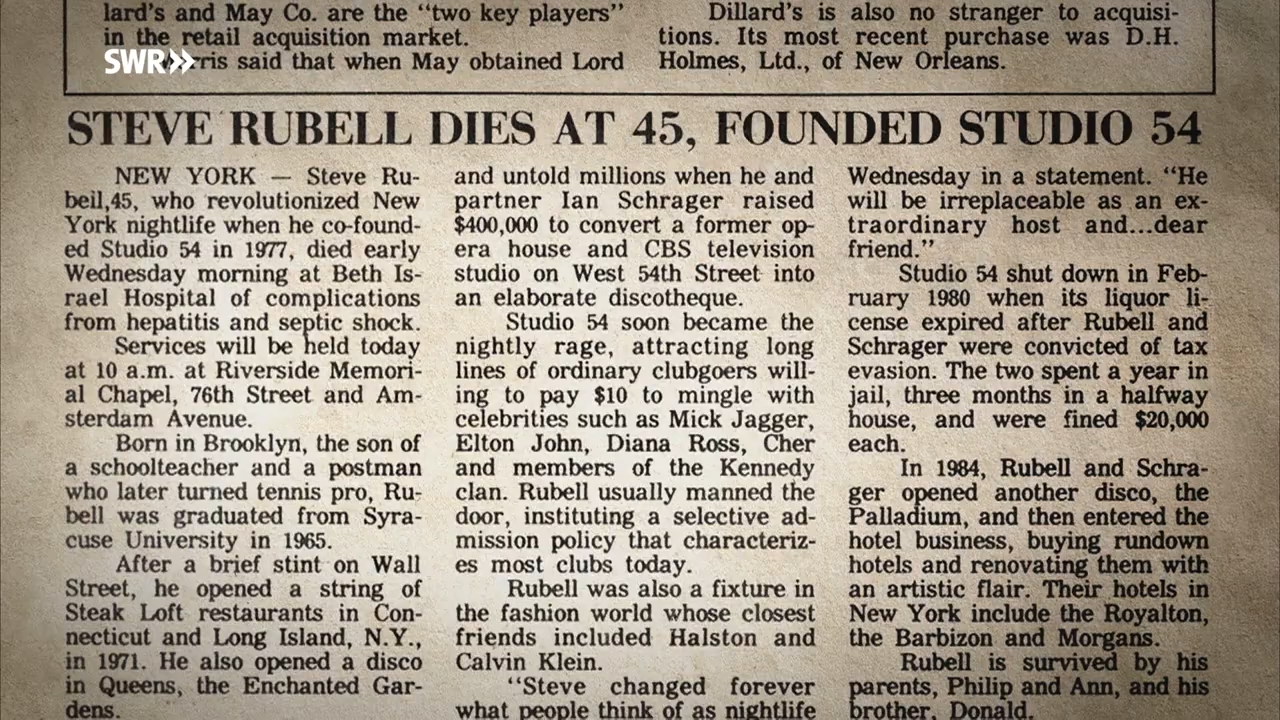 lard's and May Co. are the “two key players”
in the retail acquisition market.
rris said that when May obtained Lord
Dillard's is also no stranger to acquisi-
tions. Its most recent purchase was D.H.
Holmes, Ltd., of New Orleans.
SWR»
STEVE RUBELL DIES AT 45, FOUNDED STUDIO 54
NEW YORK — Steve Ru-
beil,45, who revolutionized New
York nightlife when he co-found-
ed Studio 54 in 1977, died early
Wednesday morning at Beth Is-
rael Hospital of complications
from hepatitis and septic shock.
Services will be held today
at 10 a.m. at Riverside Memori-
al Chapel, 76th Street and Am-
sterdam Avenue.
Born in Brooklyn, the son of
a schoolteacher and a postman
who later turned tennis pro, Ru-
bell was graduated from Syra-
cuse University in 1965.
After a brief stint on Wall
Street, he opened a string of
Steak Loft restaurants in Con-
necticut and Long Island, N.Y.,
in 1971. He also opened a disco
in Queens, the Enchanted Gar-
dens.
and untold millions when he and
partner Ian Schrager raised
$400,000 to convert a former op-
era house and CBS television
studio on West 54th Street into
an elaborate discotheque.
Studio 54 soon became the
nightly rage, attracting long
lines of ordinary clubgoers will-
ing to pay $10 to mingle with
celebrities such as Mick Jagger,
Elton John, Diana Ross, Cher
and members of the Kennedy
clan. Rubell usually manned the
door, instituting a selective ad-
mission policy that characteriz-
es most clubs today.
Rubell was also a fixture in
the fashion world whose closest
friends included Halston and
Calvin Klein.
“Steve changed forever
what people think of as nightlife
Wednesday in a statement. “He
will be irreplaceable as an ex-
traordinary host and...dear
friend.”
Studio 54 shut down in Feb-
ruary 1980 when its liquor li-
cense expired after Rubell and
Schrager were convicted of tax
evasion. The two spent a year in
jail, three months in a halfway
house, and were fined $20,000
each.
In 1984, Rubell and Schra-
ger opened another disco, the
Palladium, and then entered the
hotel business, buying rundown
hotels and renovating them with
an artistic flair. Their hotels in
New York include the Royalton,
the Barbizon and Morgans.
Rubell is survived by his
parents, Philip and Ann, and his
brother, Donald.